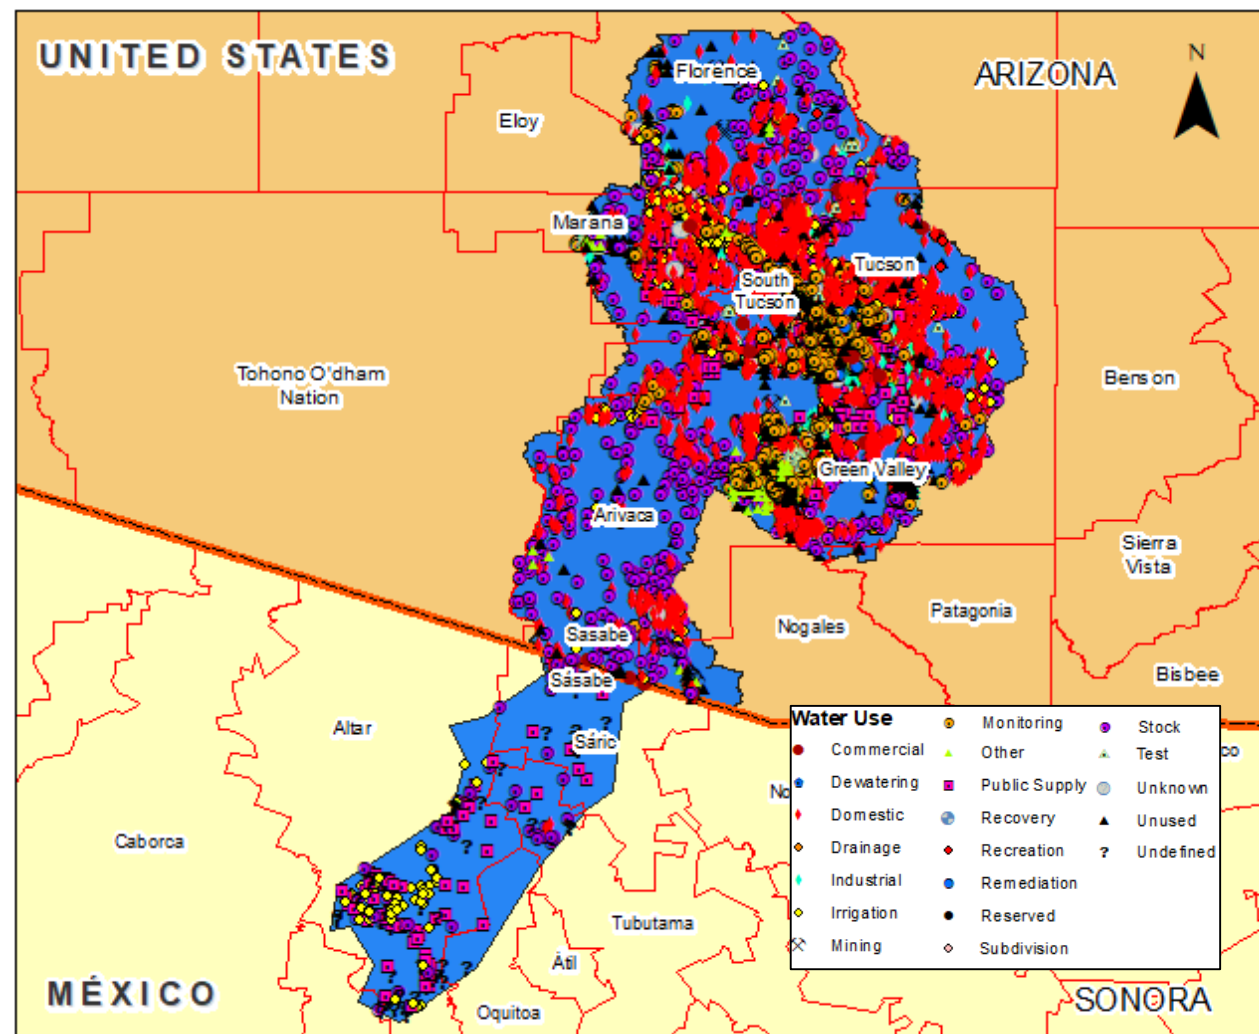 UNITED STATES
ARIZONA
N
Florence
Eloy
Marana
Tucson
South
Tucson
Tohono O'dham
Nation
Benson
Green Valley
Arivaca
Sierra
Vista
Patagonia
Nogales
Sasabe
Bisbee
Sásabe
Altar
Sáric
No
co
Caborca
Tubutama
Átil
Oquitoa
MÉXICO
SONORA
Water Use
Commercial
Dewatering
Domestic
Drainage
Industrial
Irrigation
Mining
Monitoring
Other
Public Supply
Recovery
Recreation
Remediation
Reserved
Subdivision
Stock
Test
Unknown
Unused
? Undefined